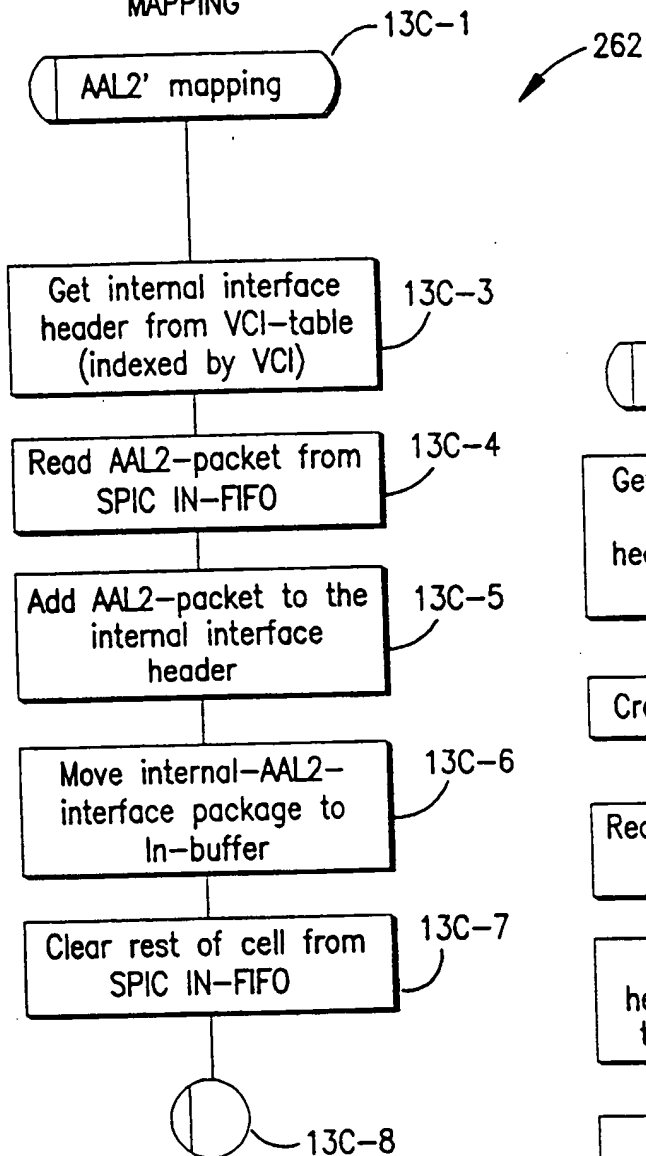 MAPPING
13C-1
262
AAL2' mapping
Get internal interface
header from VCI-table
(indexed by VCI)
13C-3
Read AAL2-packet from
SPIC IN-FIFO
13C-4
Add AAL2-packet to the
internal interface
header
13C-5
Move internal-AAL2-
interface package to
In-buffer
13C-6
Clear rest of cell from
SPIC IN-FIFO
13C-7
13C-8